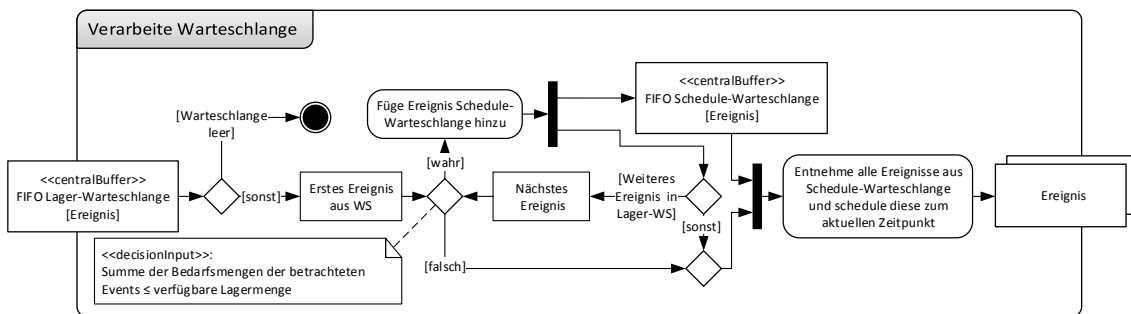 Verarbeite Warteschlange
<<centralBuffer>>
FIFO Lager-Warteschlange
[Ereignis]
[Warteschlange
leer]
[sonst]
Erstes Ereignis
aus WS
<<decisionInput>>:
Summe der Bedarfsmengen der betrachteten
Events ≤ verfügbare Lagermenge
Füge Ereignis Schedule-
Warteschlange hinzu
[wahr]
[falsch]
Nächstes
Ereignis
[Weiteres
Ereignis in
Lager-WS]
[sonst]
<<centralBuffer>>
FIFO Schedule-Warteschlange
[Ereignis]
Entnehme alle Ereignisse aus
Schedule-Warteschlange
und schedule diese zum
aktuellen Zeitpunkt
Ereignis